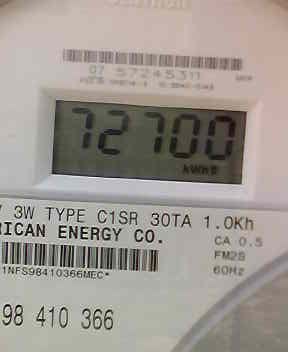 07 57245311
72700
kWH
V 3W TYPE C1SR 30TA 1.0Kh
RICAN ENERGY CO.
CA 0.5
FM2S
60Hz
1NFS98410366MEC*
98 410 366